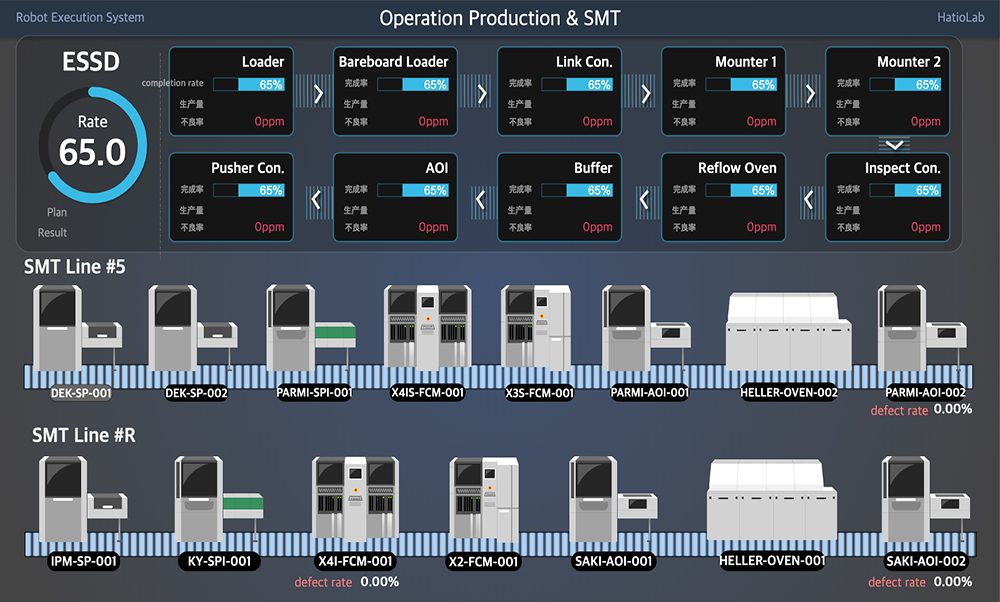 Robot Execution System
Operation Production & SMT
HatioLab
ESSD
Rate
65.0
Plan
Result
Loader
completion rate 65%
生产量
不良率 0ppm
Bareboard Loader
完成率 65%
生产量
不良率 0ppm
Link Con.
完成率 65%
生产量
不良率 0ppm
Mounter 1
完成率 65%
生产量
不良率 0ppm
Mounter 2
完成率 65%
生产量
不良率 0ppm
Pusher Con.
完成率 65%
生产量
不良率 0ppm
AOI
完成率 65%
生产量
不良率 0ppm
Buffer
完成率 65%
生产量
不良率 0ppm
Reflow Oven
完成率 65%
生产量
不良率 0ppm
Inspect Con.
完成率 65%
生产量
不良率 0ppm
SMT Line #5
DEK-SP-001
DEK-SP-002
PARMI-SPI-001
X4IS-FCM-001
X3S-FCM-001
PARMI-AOI-001
HELLER-OVEN-002
PARMI-AOI-002
defect rate 0.00%
SMT Line #R
IPM-SP-001
KY-SPI-001
X4I-FCM-001
X2-FCM-001
SAKI-AOI-001
HELLER-OVEN-001
SAKI-AOI-002
defect rate 0.00%
defect rate 0.00%